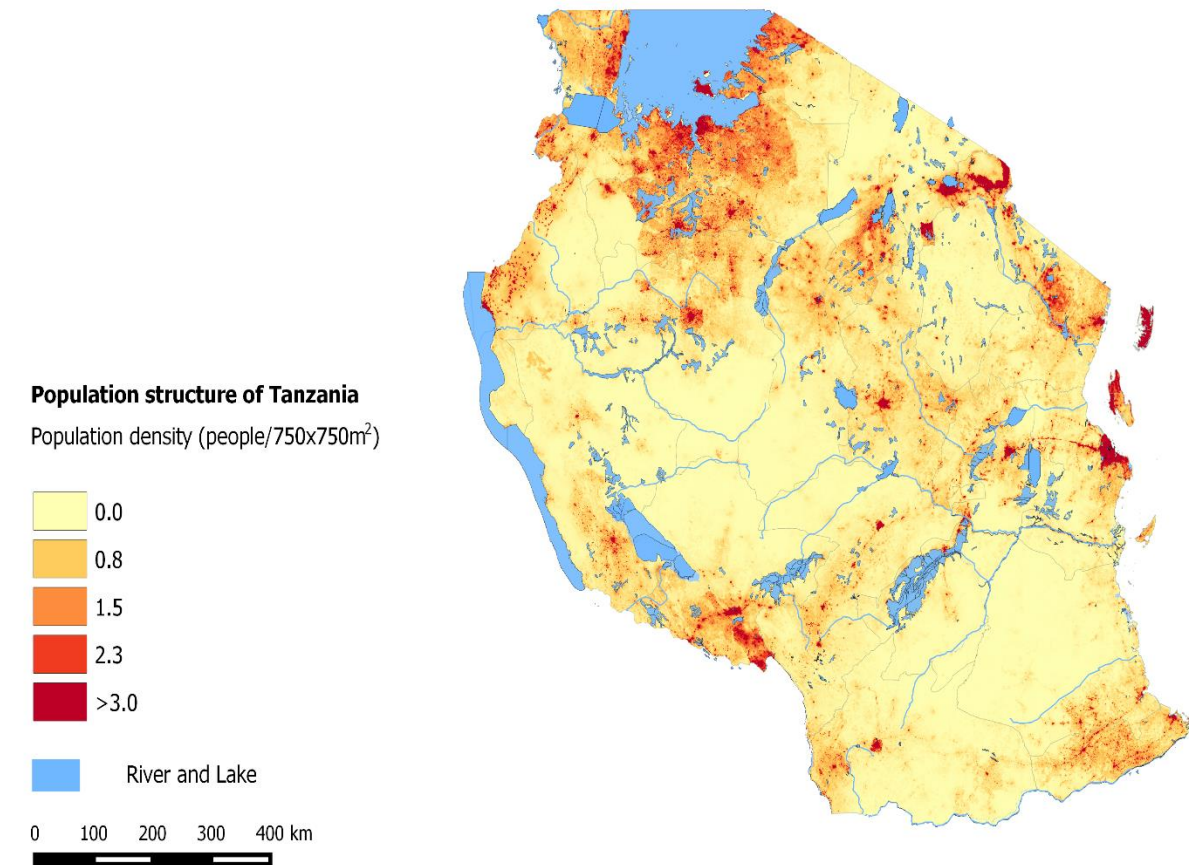 Population structure of Tanzania
Population density (people/750x750m²)
0.0
0.8
1.5
2.3
>3.0
River and Lake
0 100 200 300 400 km